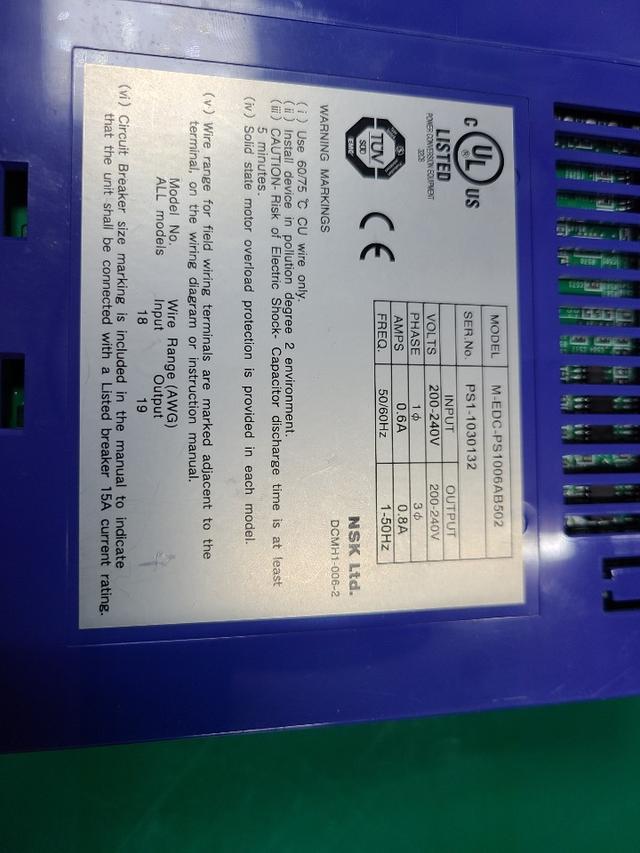 C UL US
®
LISTED
POWER CONVERSION EQUIPMENT
TÜV
CE
MODEL M-EDC-PS1006AB502
SER.No. PS1-1030132
INPUT OUTPUT
VOLTS 200-240V 200-240V
PHASE 1ϕ 3ϕ
AMPS 0.6A 0.8A
FREQ. 50/60Hz 1-50Hz
NSK Ltd.
DCMH1-006-2
WARNING MARKINGS
(i) Use 60/75 ℃ CU wire only.
(ii) Install device in pollution degree 2 environment.
(iii) CAUTION- Risk of Electric Shock- Capacitor discharge time is at least
5 minutes.
(iv) Solid state motor overload protection is provided in each model.
(v) Wire range for field wiring terminals are marked adjacent to the
terminal, on the wiring diagram or instruction manual.
Model No. Wire Range (AWG)
Input Output
ALL models 18 19
(vi) Circuit Breaker size marking is included in the manual to indicate
that the unit shall be connected with a Listed breaker 15A current rating.